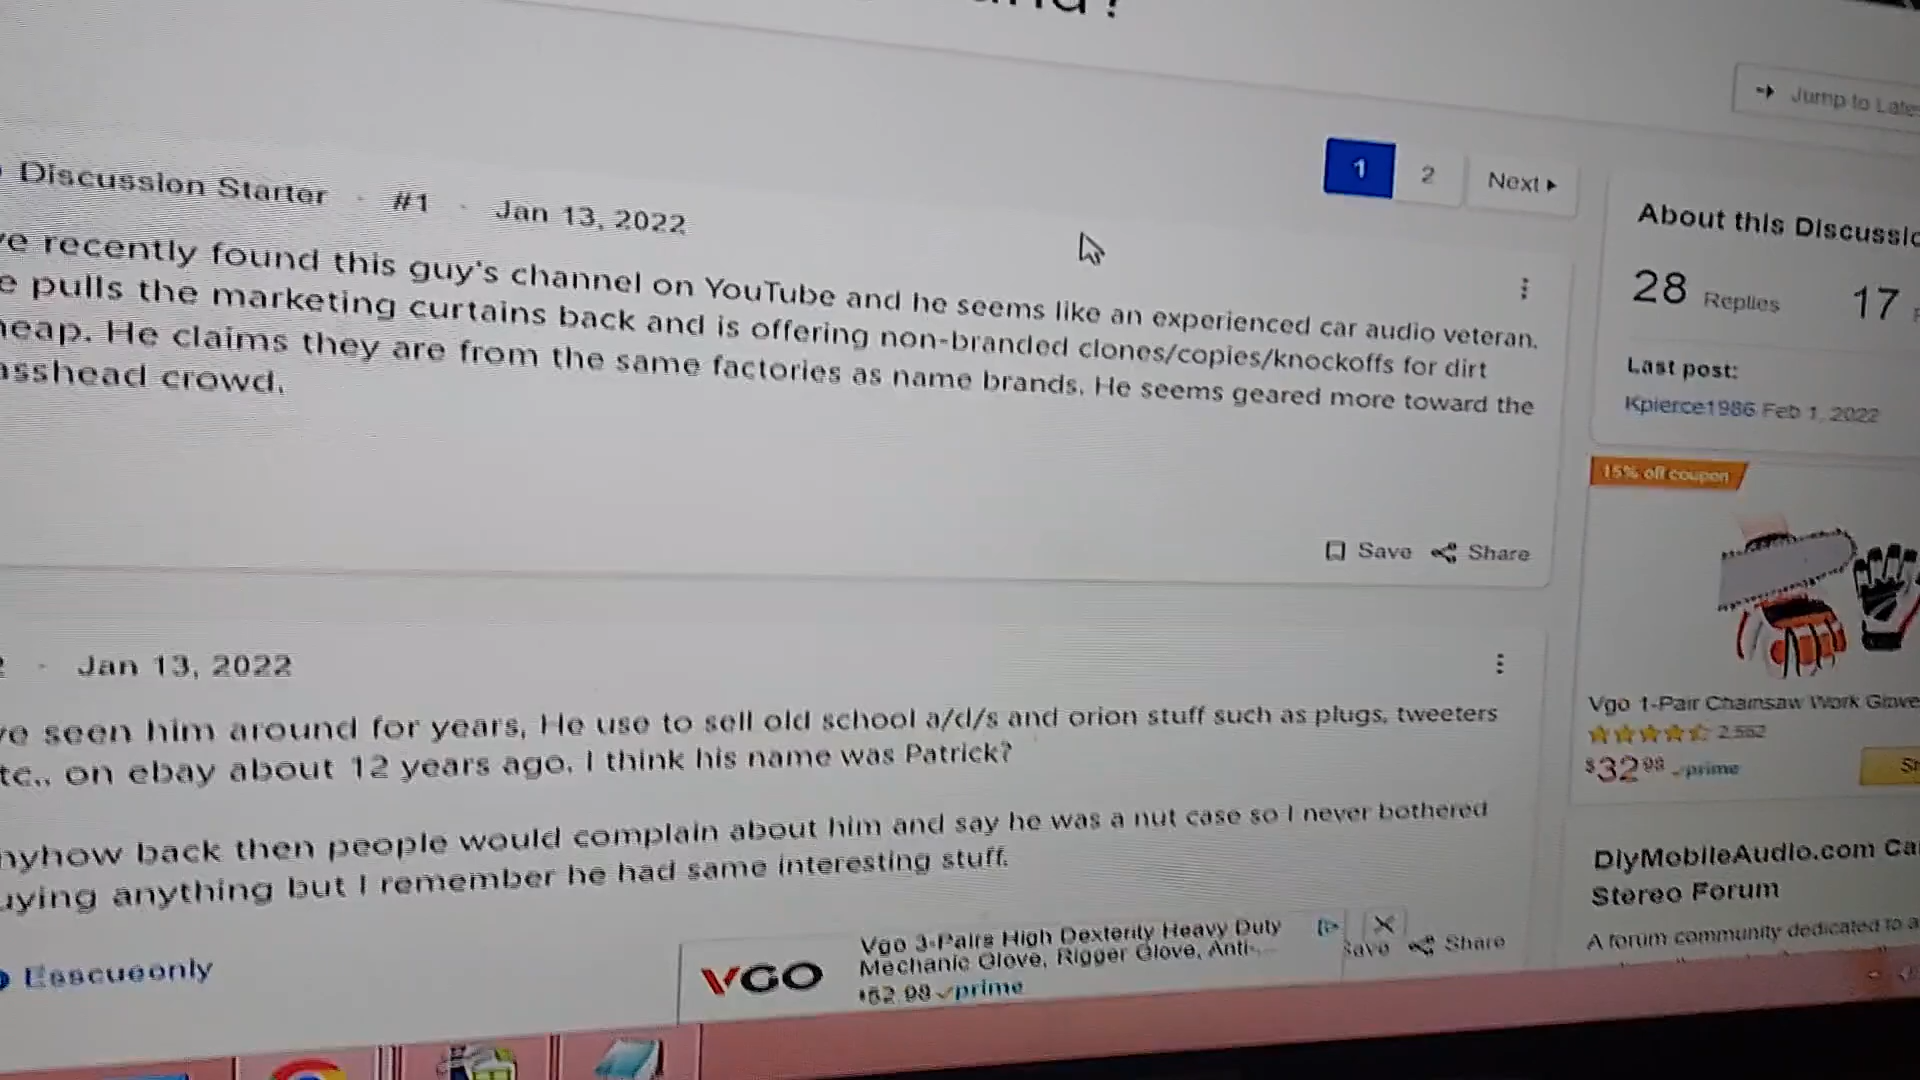 Jump to Late
1 2 Next
Discussion Starter · #1 · Jan 13, 2022
ve recently found this guy's channel on YouTube and he seems like an experienced car audio veteran.
e pulls the marketing curtains back and is offering non-branded clones/copies/knockoffs for dirt
heap. He claims they are from the same factories as name brands. He seems geared more toward the
asshead crowd.
Save Share
About this Discussio
28 Replies 17
Last post:
Kpierce1986 Feb 1, 2022
15% off coupon
Vgo 1-Pair Chainsaw Work Glove
2,552
$32.98 prime
Jan 13, 2022
ve seen him around for years, He use to sell old school a/d/s and orion stuff such as plugs, tweeters
tc., on ebay about 12 years ago. I think his name was Patrick?
nyhow back then people would complain about him and say he was a nut case so I never bothered
uying anything but I remember he had same interesting stuff.
Save Share
VGO
Vgo 3-Pairs High Dexterity Heavy Duty
Mechanic Glove, Rigger Glove, Anti-...
prime
DiyMobileAudio.com Ca
Stereo Forum
A forum community dedicated to a